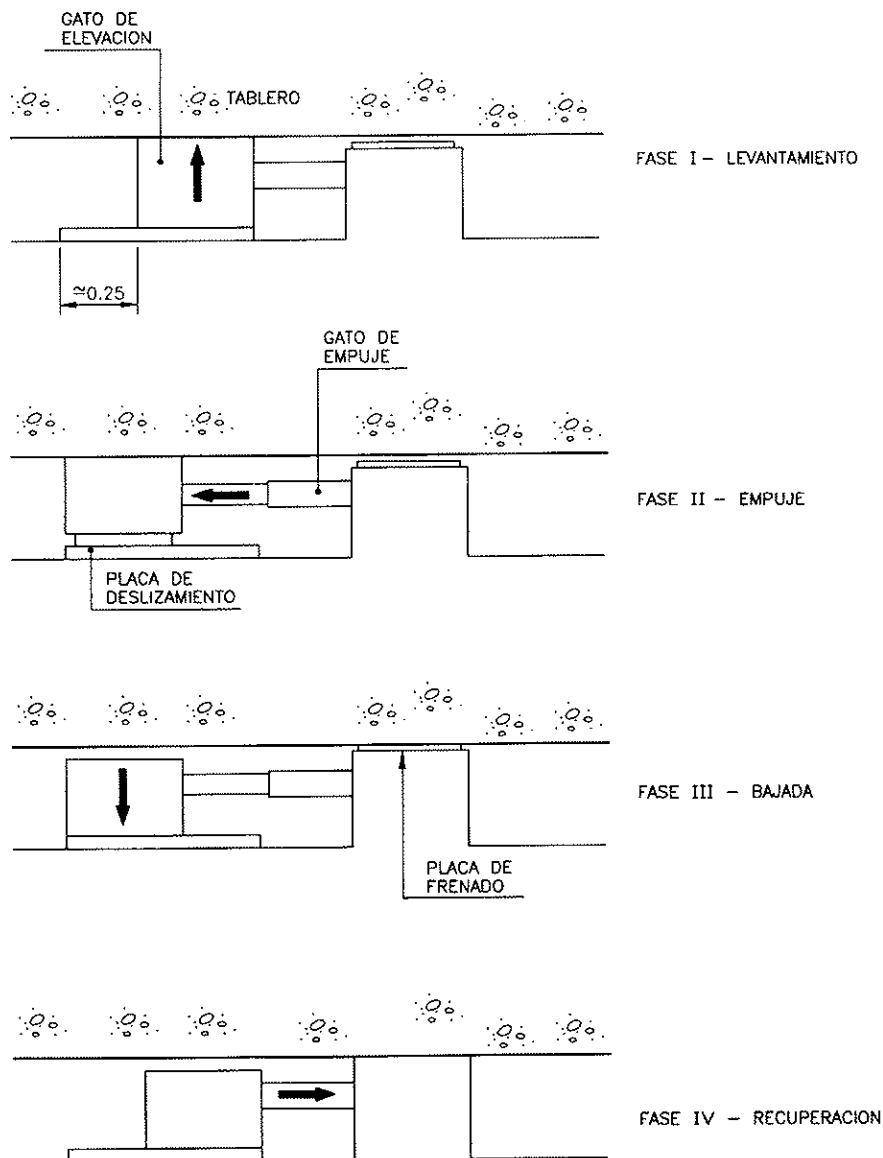 GATO DE
ELEVACION
TABLERO
FASE I – LEVANTAMIENTO
≃0.25
GATO DE
EMPUJE
FASE II – EMPUJE
PLACA DE
DESLIZAMIENTO
FASE III – BAJADA
PLACA DE
FRENADO
FASE IV – RECUPERACION